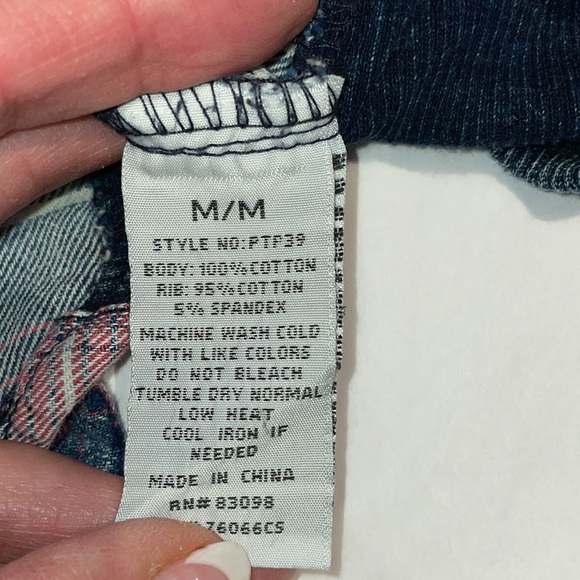 M/M
STYLE NO:PTP39
BODY: 100%COTTON
RIB: 95%COTTON
5% SPANDEX
MACHINE WASH COLD
WITH LIKE COLORS
DO NOT BLEACH
TUMBLE DRY NORMAL
LOW HEAT
COOL IRON IF
NEEDED
MADE IN CHINA
RN# 83098